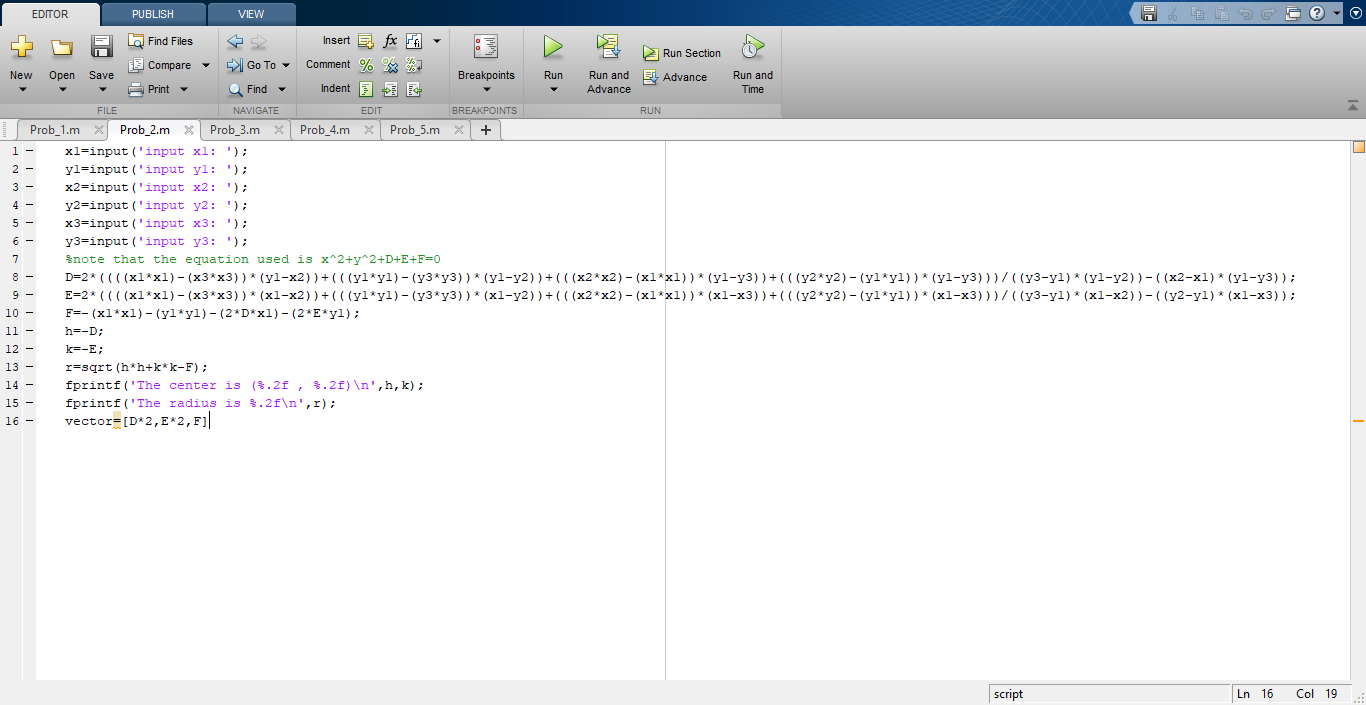 EDITOR PUBLISH VIEW
New Open Save Find Files Compare Print
Go To Find
Insert fx Comment Indent
Breakpoints
Run Run and Advance Run Section Advance Run and Time
FILE NAVIGATE EDIT BREAKPOINTS RUN
Prob_1.m Prob_2.m Prob_3.m Prob_4.m Prob_5.m
1 x1=input('input x1: ');
2 y1=input('input y1: ');
3 x2=input('input x2: ');
4 y2=input('input y2: ');
5 x3=input('input x3: ');
6 y3=input('input y3: ');
7 %note that the equation used is x^2+y^2+D+E+F=0
8 D=2*((((x1*x1)-(x3*x3))*(y1-x2))+(((y1*y1)-(y3*y3))*(y1-y2))+(((x2*x2)-(x1*x1))*(y1-y3))+(((y2*y2)-(y1*y1))*(y1-y3)))/((y3-y1)*(y1-y2))-((x2-x1)*(y1-y3));
9 E=2*((((x1*x1)-(x3*x3))*(x1-x2))+(((y1*y1)-(y3*y3))*(x1-y2))+(((x2*x2)-(x1*x1))*(x1-x3))+(((y2*y2)-(y1*y1))*(x1-x3)))/((y3-y1)*(x1-x2))-((y2-y1)*(x1-x3));
10 F=-(x1*x1)-(y1*y1)-(2*D*x1)-(2*E*y1);
11 h=-D;
12 k=-E;
13 r=sqrt(h*h+k*k-F);
14 fprintf('The center is (%.2f , %.2f)\n',h,k);
15 fprintf('The radius is %.2f\n',r);
16 vector=[D*2,E*2,F]
script Ln 16 Col 19